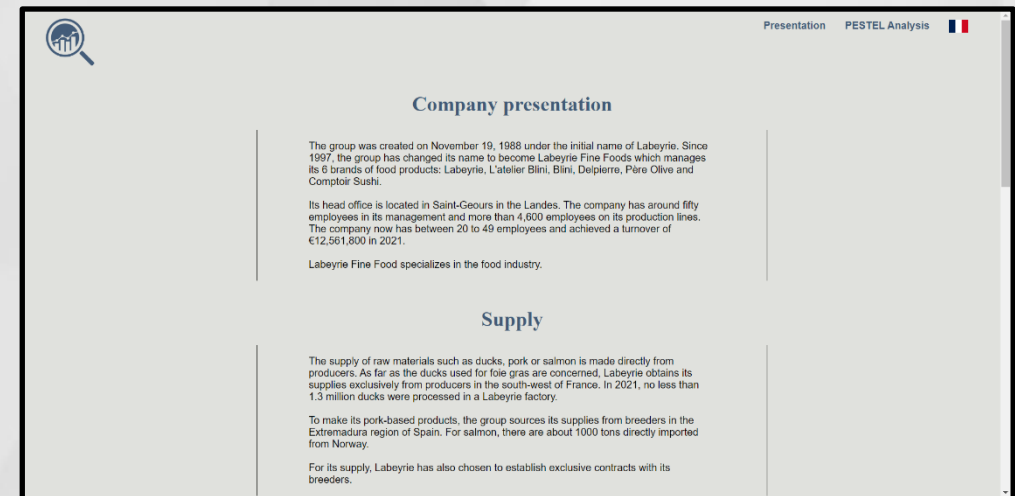 Presentation PESTEL Analysis
Company presentation
The group was created on November 19, 1988 under the initial name of Labeyrie. Since
1997, the group has changed its name to become Labeyrie Fine Foods which manages
its 6 brands of food products: Labeyrie, L'atelier Blini, Blini, Delpierre, Père Olive and
Comptoir Sushi.
Its head office is located in Saint-Geours in the Landes. The company has around fifty
employees in its management and more than 4,600 employees on its production lines.
The company now has between 20 to 49 employees and achieved a turnover of
€12,561,800 in 2021.
Labeyrie Fine Food specializes in the food industry.
Supply
The supply of raw materials such as ducks, pork or salmon is made directly from
producers. As far as the ducks used for foie gras are concerned, Labeyrie obtains its
supplies exclusively from producers in the south-west of France. In 2021, no less than
1.3 million ducks were processed in a Labeyrie factory.
To make its pork-based products, the group sources its supplies from breeders in the
Extremadura region of Spain. For salmon, there are about 1000 tons directly imported
from Norway.
For its supply, Labeyrie has also chosen to establish exclusive contracts with its
breeders.